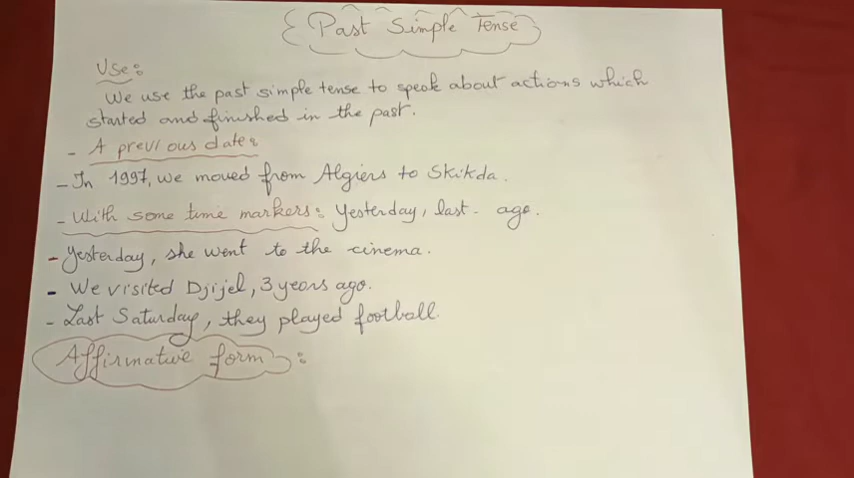 Past Simple Tense
Use:
We use the past simple tense to speak about actions which
started and finished in the past.
- A previous date:
- In 1997, we moved from Algiers to Skikda.
- With some time markers: Yesterday, last - ago.
- Yesterday, she went to the cinema.
- We visited Djijel, 3 years ago.
- Last Saturday, they played football.
Affirmative form: